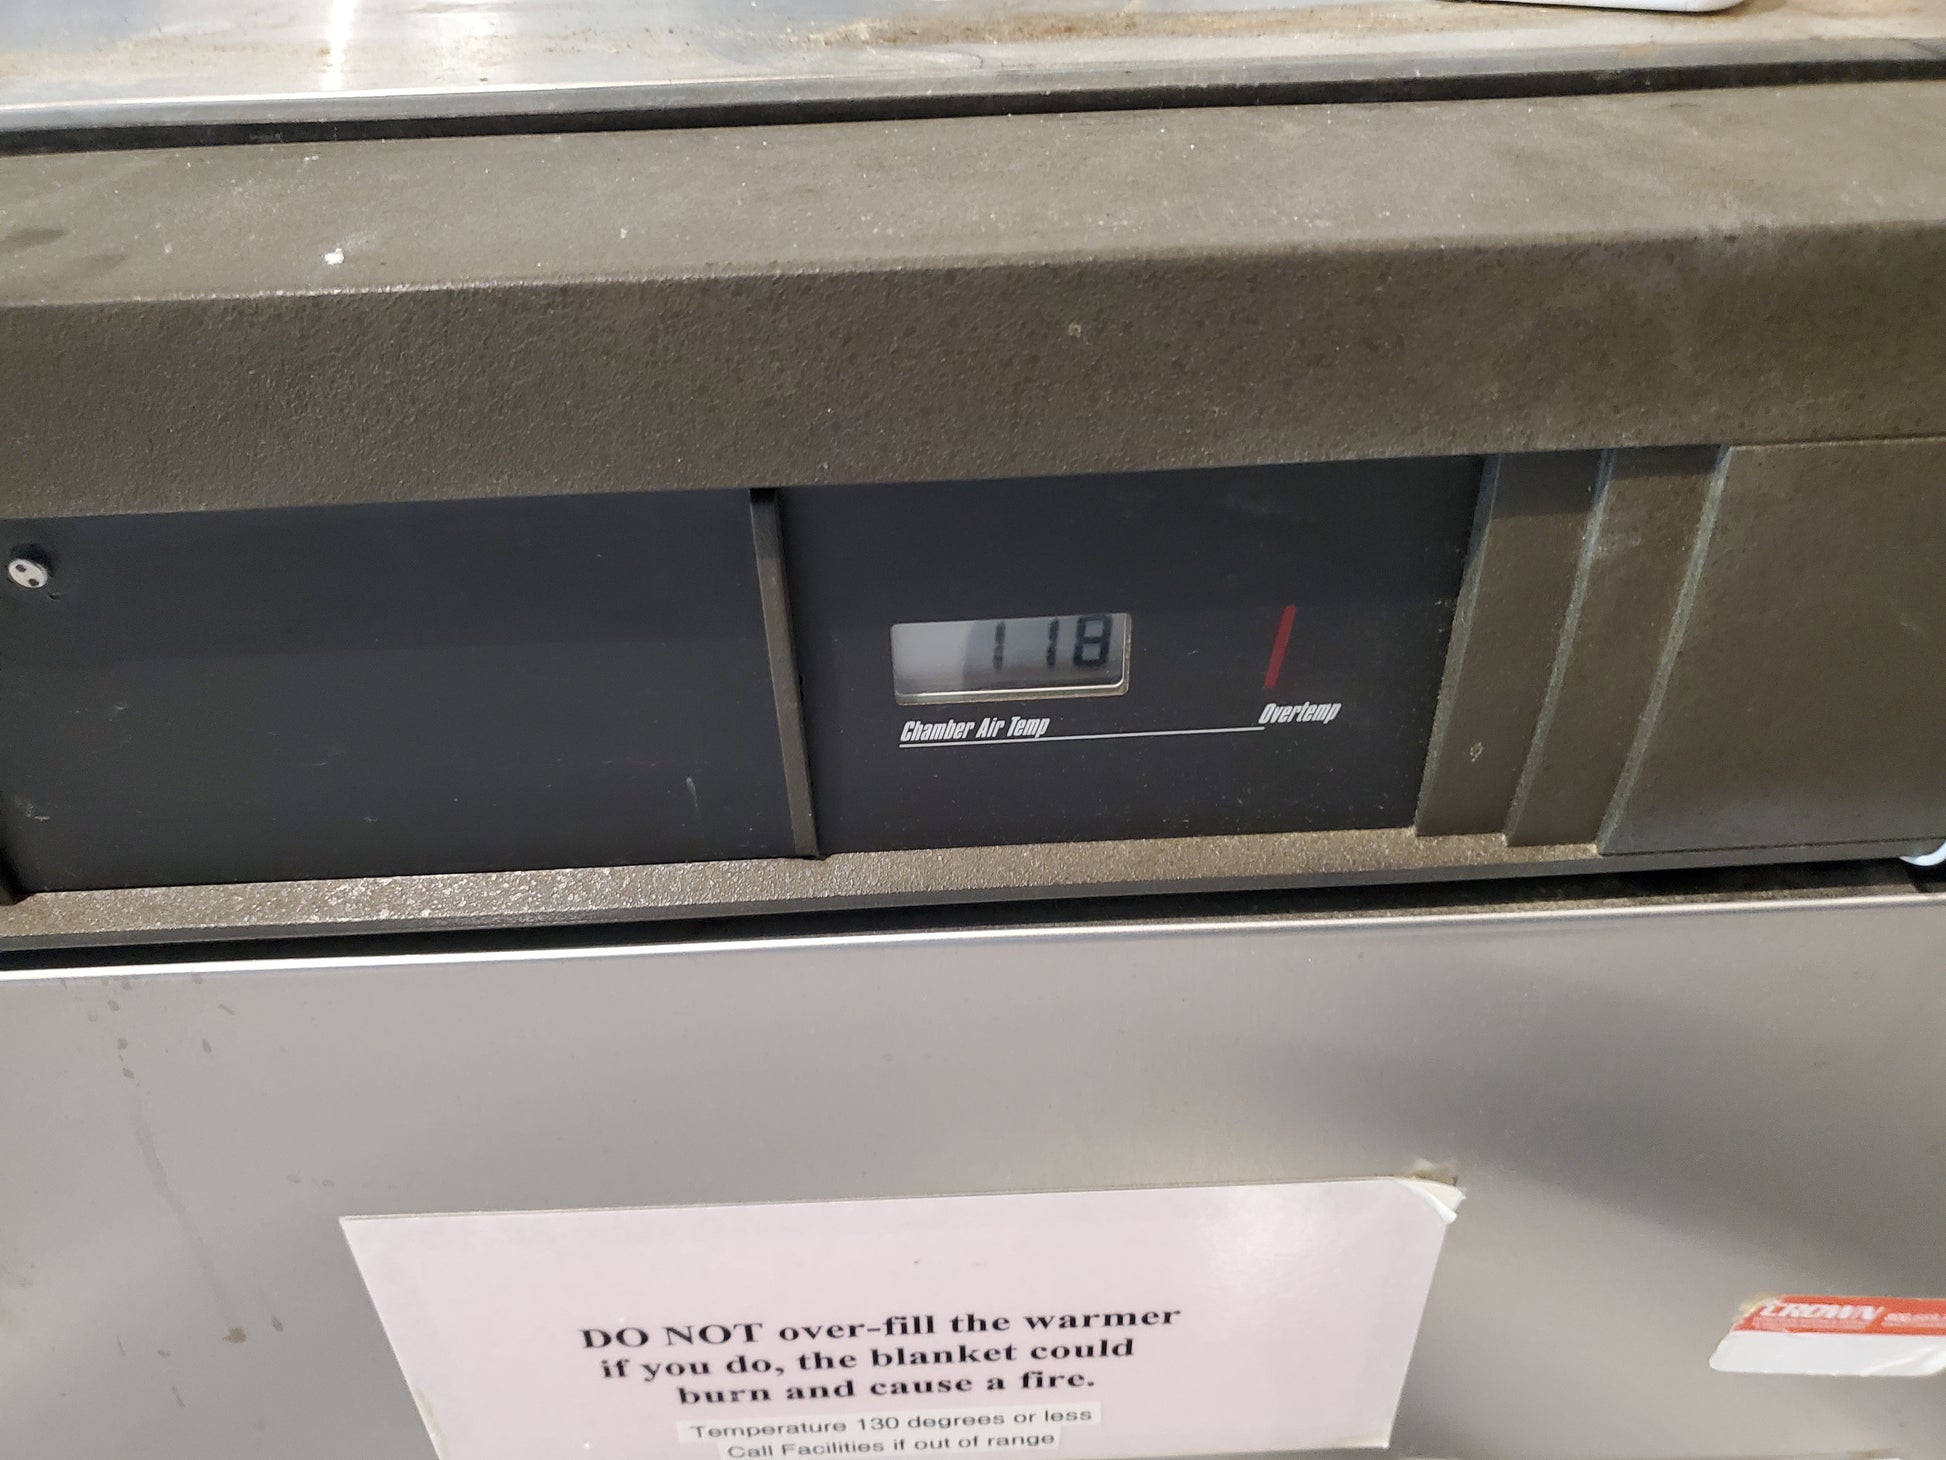 118
Chamber Air Temp
Overtemp
DO NOT over-fill the warmer
if you do, the blanket could
burn and cause a fire.
Temperature 130 degrees or less
Call Facilities if out of range
CROWN